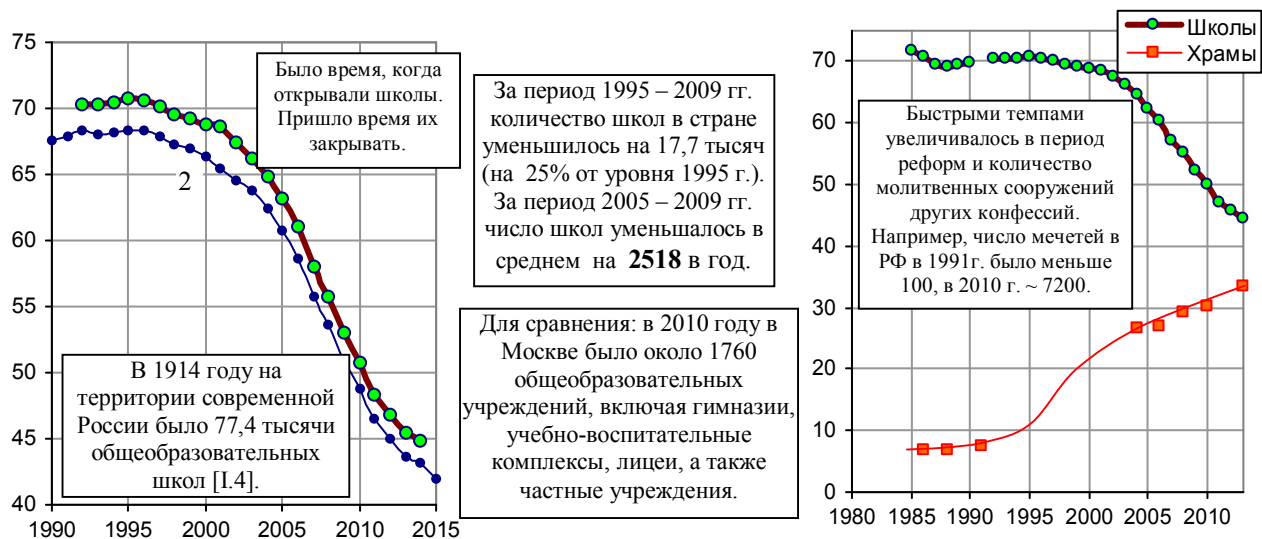 75
70
65
60
55
50
45
40
1990
1995
2000
2005
2010
2015
2
Было время, когда
открывали школы.
Пришло время их
закрывать.
В 1914 году на
территории современной
России было 77,4 тысячи
общеобразовательных
школ [I.4].
За период 1995 – 2009 гг.
количество школ в стране
уменьшилось на 17,7 тысяч
(на 25% от уровня 1995 г.).
За период 2005 – 2009 гг.
число школ уменьшалось в
среднем на 2518 в год.
Для сравнения: в 2010 году в
Москве было около 1760
общеобразовательных
учреждений, включая гимназии,
учебно-воспитательные
комплексы, лицеи, а также
частные учреждения.
Школы
Храмы
70
60
50
40
30
20
10
0
1980
1985
1990
1995
2000
2005
2010
Быстрыми темпами
увеличивалось в период
реформ и количество
молитвенных сооружений
других конфессий.
Например, число мечетей в
РФ в 1991г. было меньше
100, в 2010 г. ~ 7200.